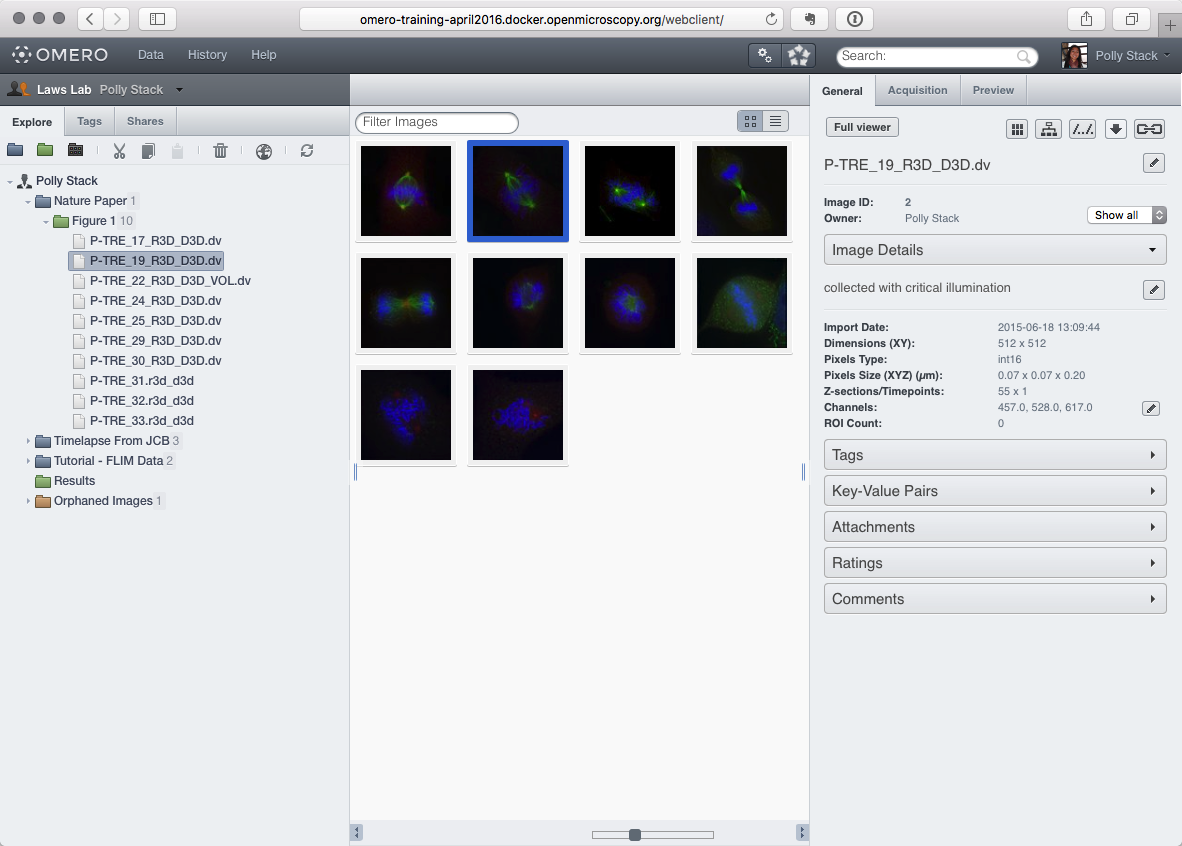 omero-training-april2016.docker.openmicroscopy.org/webclient/
OMERO Data History Help Search: Polly Stack
Laws Lab Polly Stack
Explore Tags Shares
Polly Stack
Nature Paper 1
Figure 1 10
P-TRE_17_R3D_D3D.dv
P-TRE_19_R3D_D3D.dv
P-TRE_22_R3D_D3D_VOL.dv
P-TRE_24_R3D_D3D.dv
P-TRE_25_R3D_D3D.dv
P-TRE_29_R3D_D3D.dv
P-TRE_30_R3D_D3D.dv
P-TRE_31.r3d_d3d
P-TRE_32.r3d_d3d
P-TRE_33.r3d_d3d
Timelapse From JCB 3
Tutorial - FLIM Data 2
Results
Orphaned Images 1
Filter Images
General Acquisition Preview
Full viewer
P-TRE_19_R3D_D3D.dv
Image ID: 2
Owner: Polly Stack
Show all
Image Details
collected with critical illumination
Import Date: 2015-06-18 13:09:44
Dimensions (XY): 512 x 512
Pixels Type: int16
Pixels Size (XYZ) (µm): 0.07 x 0.07 x 0.20
Z-sections/Timepoints: 55 x 1
Channels: 457.0, 528.0, 617.0
ROI Count: 0
Tags
Key-Value Pairs
Attachments
Ratings
Comments